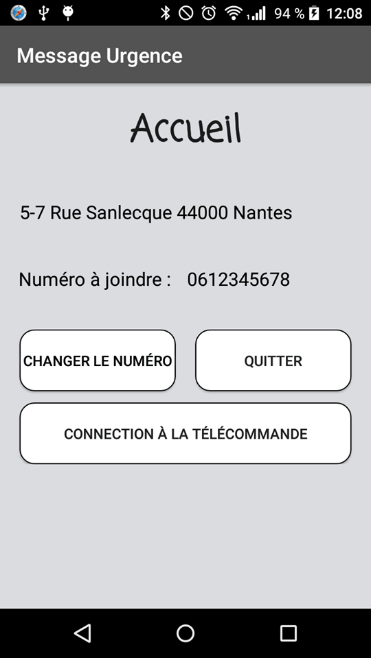 94 % 12:08
Message Urgence
Accueil
5-7 Rue Sanlecque 44000 Nantes
Numéro à joindre : 0612345678
CHANGER LE NUMÉRO QUITTER
CONNECTION À LA TÉLÉCOMMANDE